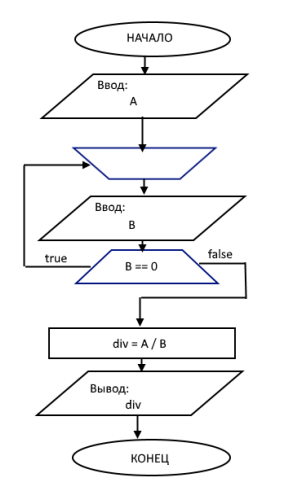 НАЧАЛО
Ввод:
А
Ввод:
В
true
B == 0
false
div = A / B
Вывод:
div
КОНЕЦ